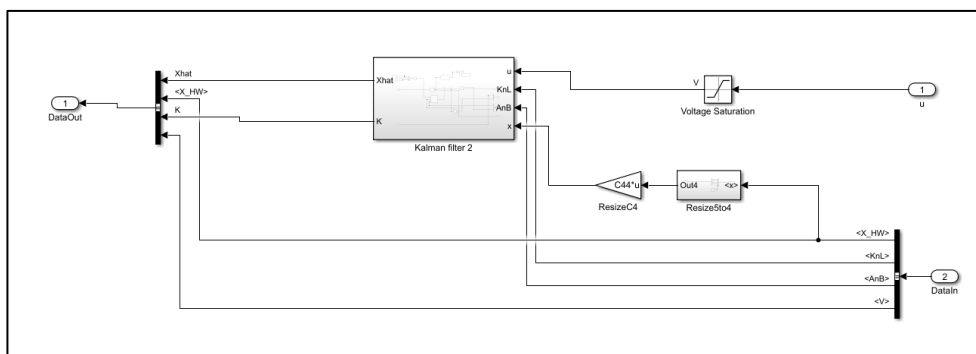 Xhat
<X_HW>
K
1
DataOut
Xhat
K
u
KnL
AnB
x
Kalman filter 2
V
Voltage Saturation
1
u
C44*u
ResizeC4
Out4
<x>
Resize5to4
<X_HW>
<KnL>
<AnB>
<V>
2
DataIn